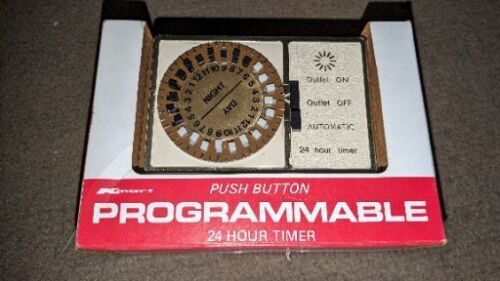 DAY
NIGHT
Outlet ON
Outlet OFF
AUTOMATIC
24 hour timer
Kmart
PUSH BUTTON
PROGRAMMABLE
24 HOUR TIMER